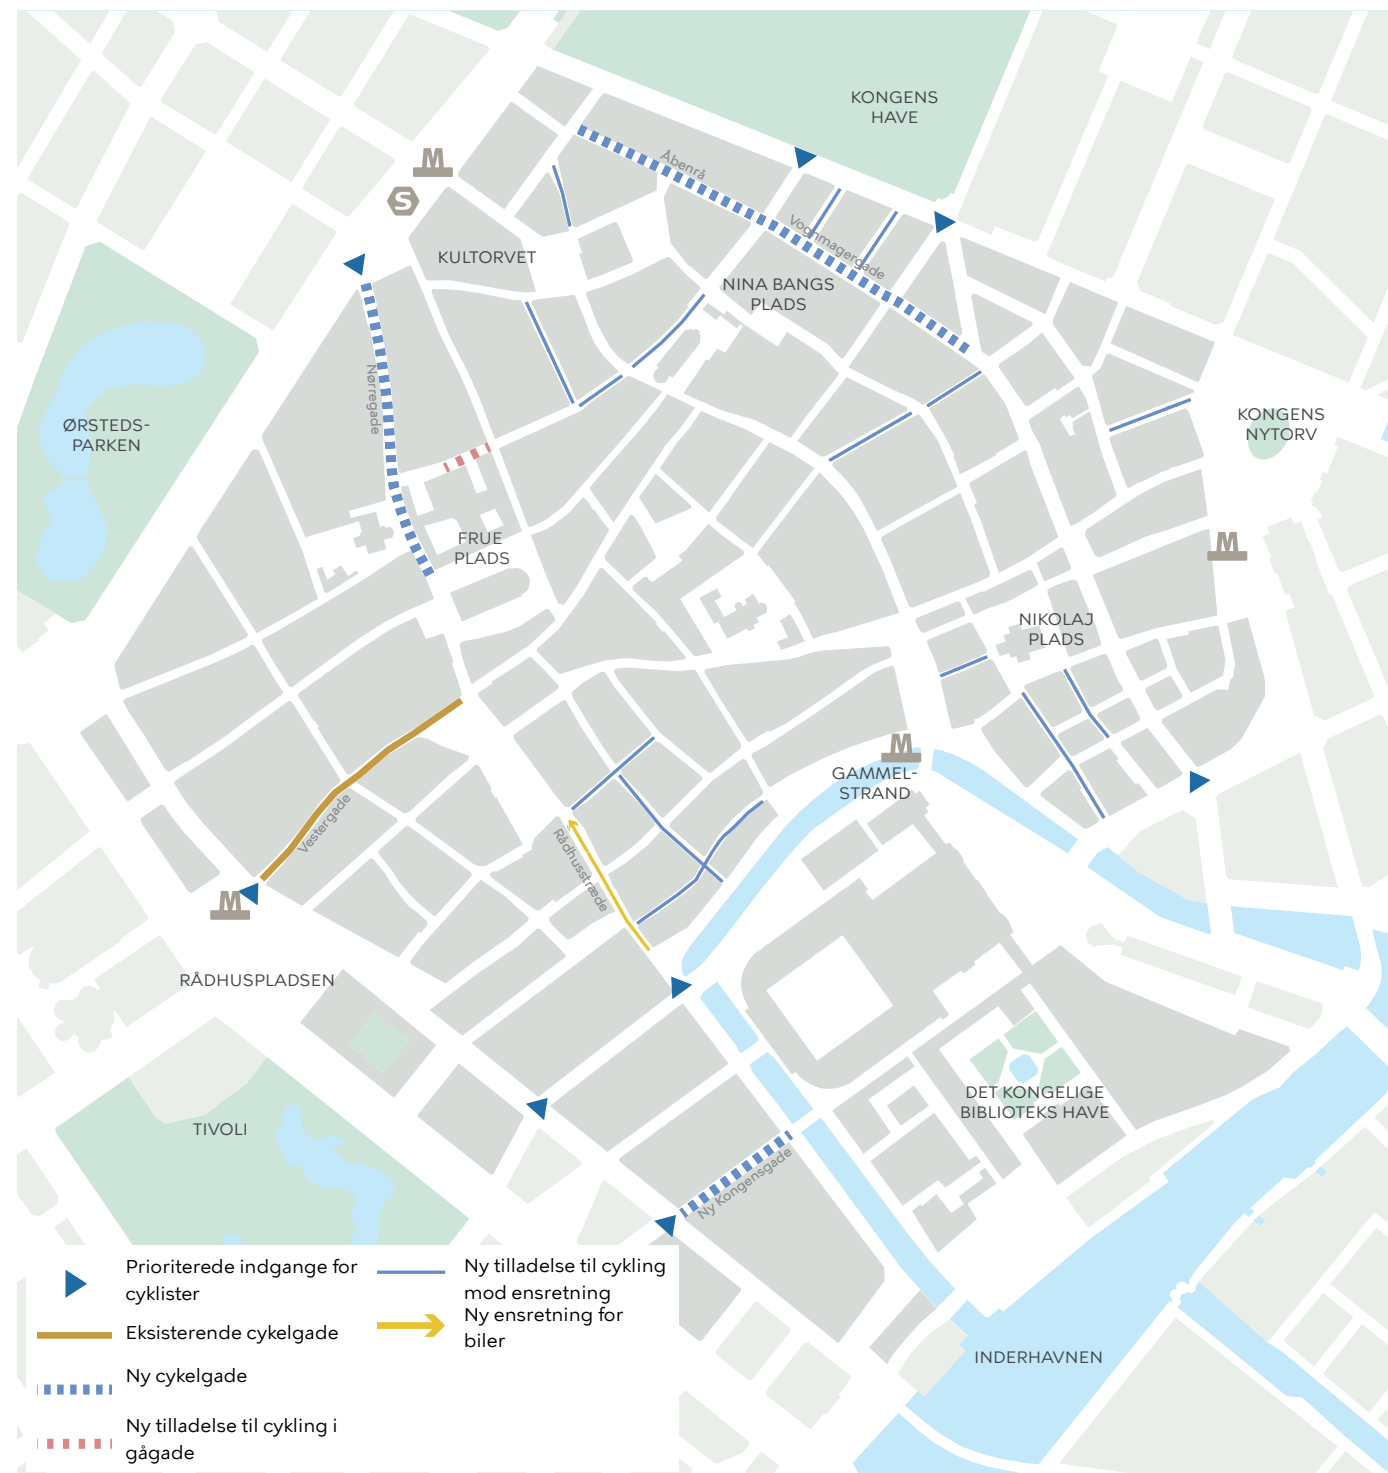 KONGENS
HAVE
M
S
Åbenrå
Vognmagergade
KULTORVET
NINA BANGS
PLADS
Nørregade
ØRSTEDS-
PARKEN
KONGENS
NYTORV
FRUE
PLADS
M
NIKOLAJ
PLADS
M
GAMMEL-
STRAND
Vestergade
Rådhusstræde
M
RÅDHUSPLADSEN
DET KONGELIGE
BIBLIOTEKS HAVE
TIVOLI
Ny Kongensgade
INDERHAVNEN
Prioriterede indgange for
cyklister
Eksisterende cykelgade
Ny cykelgade
Ny tilladelse til cykling i
gågade
Ny tilladelse til cykling
mod ensretning
Ny ensretning for
biler